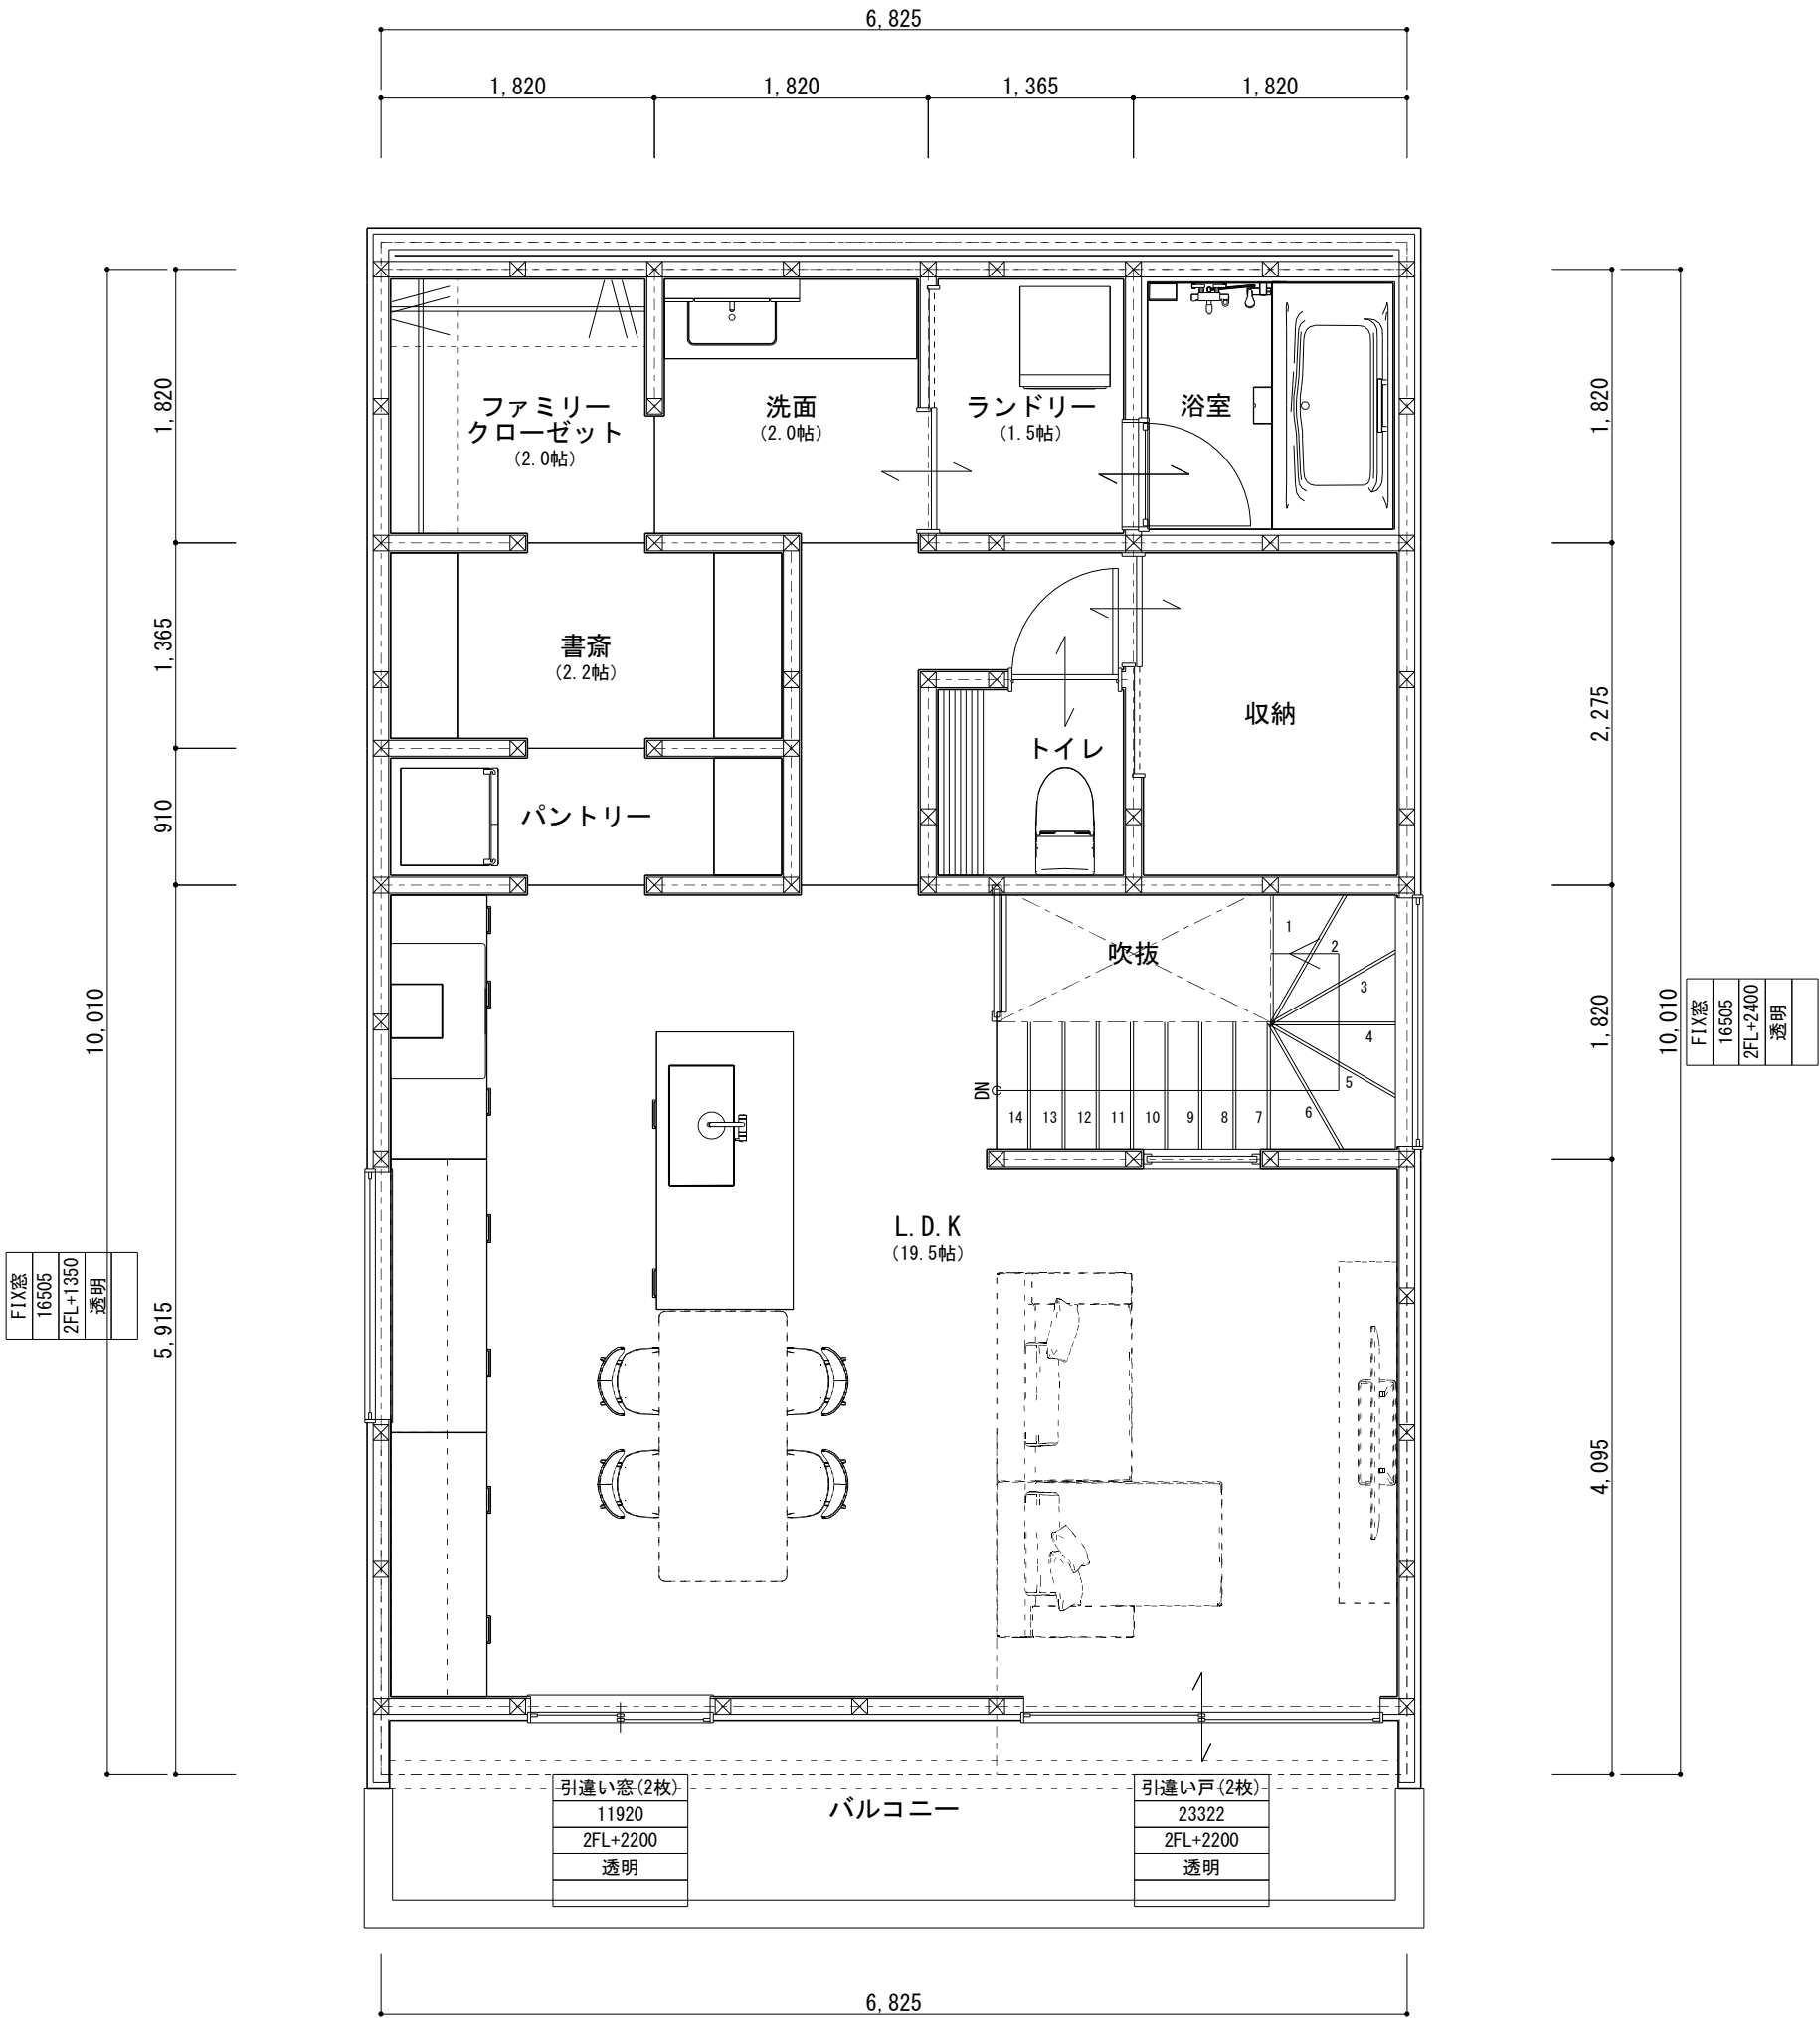 6,825
1,820
1,820
1,365
1,820
1,820
1,365
910
5,915
10,010
1,820
2,275
1,820
4,095
10,010
ファミリー
クローゼット
(2.0帖)
洗面
(2.0帖)
ランドリー
(1.5帖)
浴室
書斎
(2.2帖)
収納
トイレ
パントリー
吹抜
1
2
3
4
5
6
7
8
9
10
11
12
13
14
DN
L.D.K
(19.5帖)
FIX窓
16505
2FL+1350
透明
FIX窓
16505
2FL+2400
透明
引違い窓(2枚)
11920
2FL+2200
透明
バルコニー
引違い戸(2枚)
23322
2FL+2200
透明
6,825